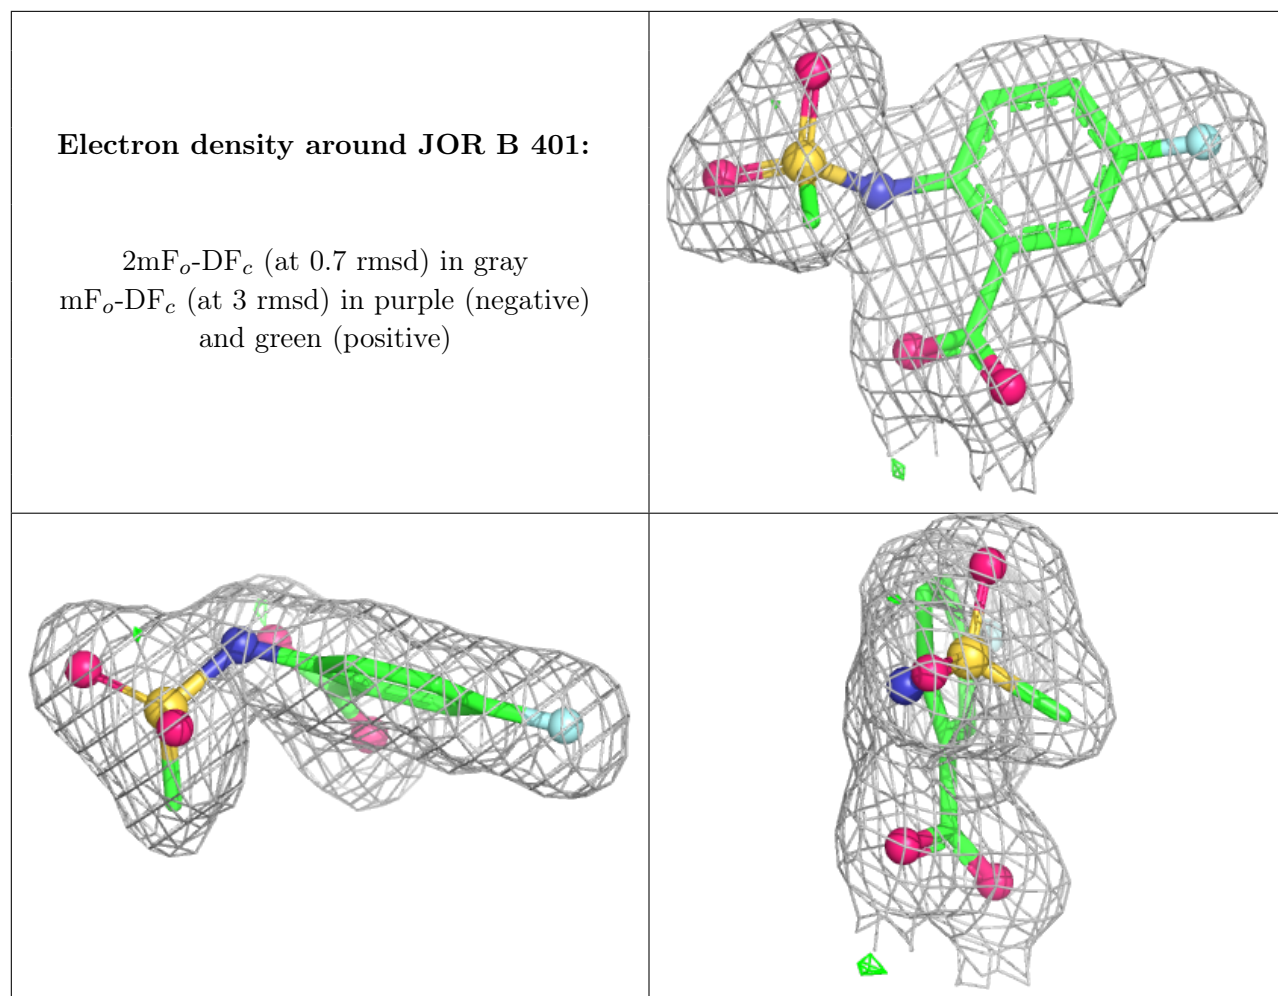 Electron density around JOR B 401:
2mFo-DFc (at 0.7 rmsd) in gray
mFo-DFc (at 3 rmsd) in purple (negative)
and green (positive)